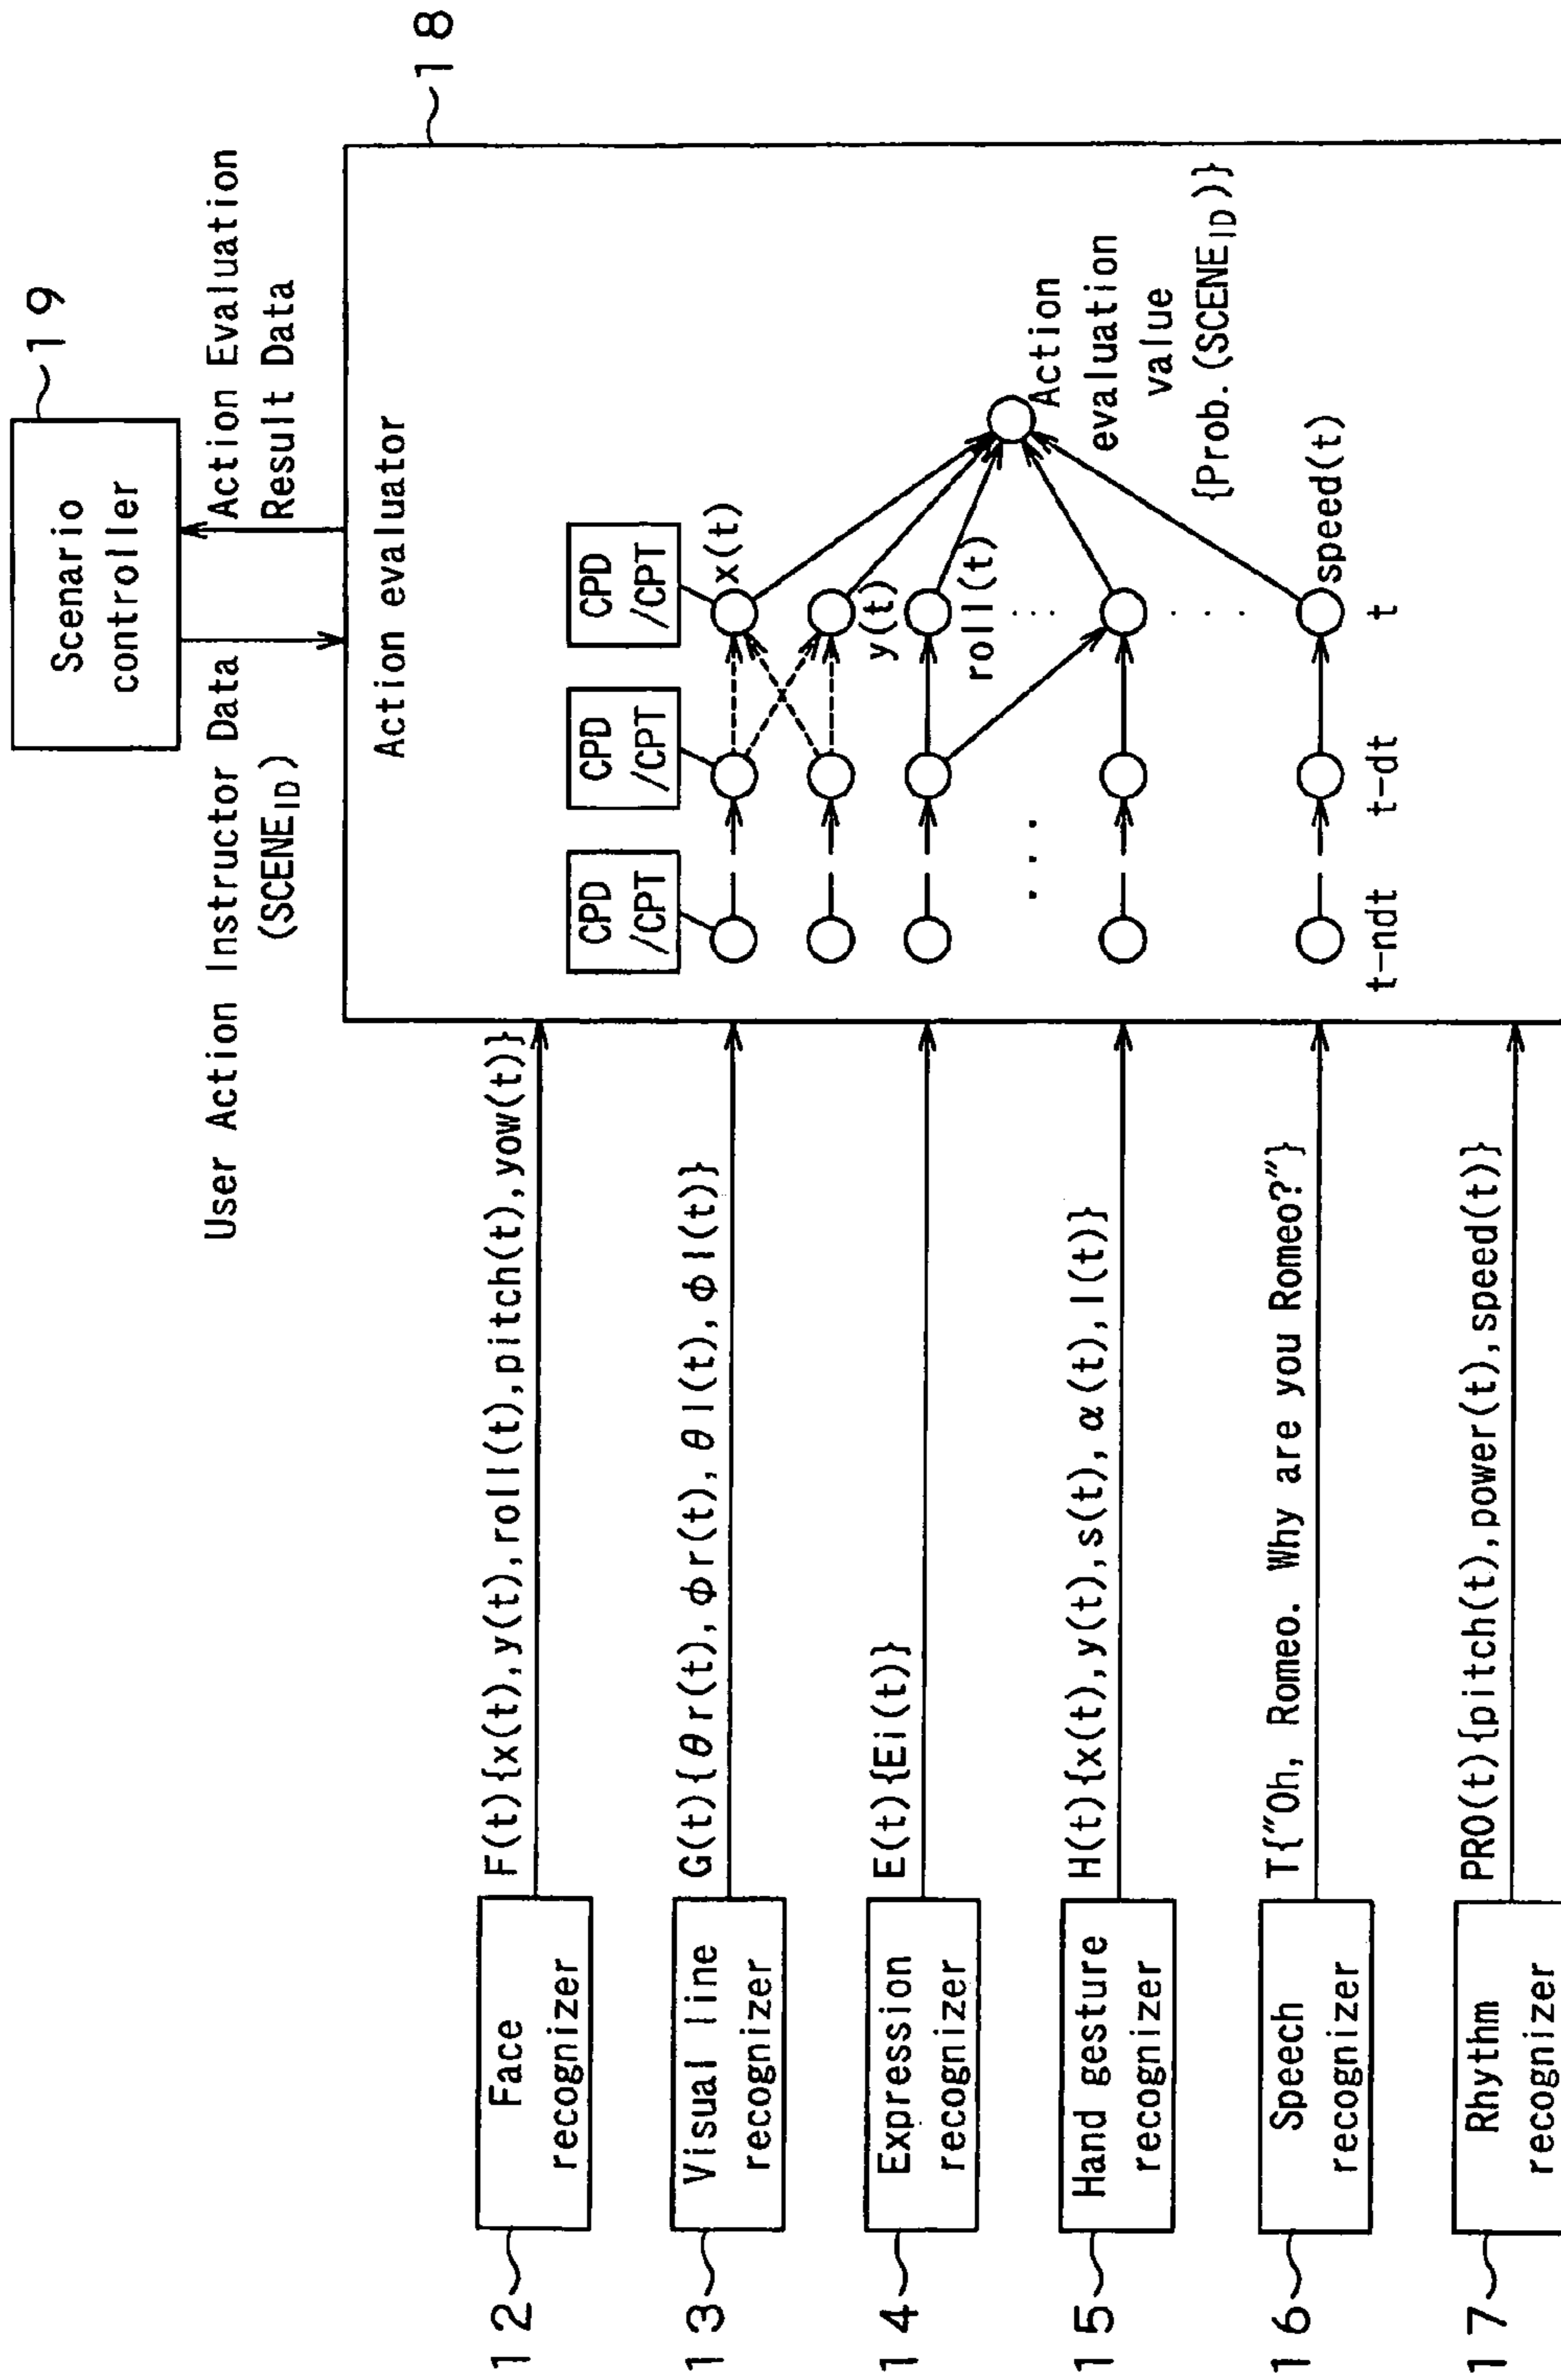 19
Scenario
controller
User Action Instructor Data
(SCENE_ID)
Action Evaluation
Result Data
18
Action evaluator
CPD
/CPT
CPD
/CPT
CPD
/CPT
x(t)
y(t)
roll(t)
speed(t)
t-ndt
t-dt
t
Action
evaluation
value
{Prob.(SCENE_ID)}
12
Face
recognizer
F(t){x(t),y(t),roll(t),pitch(t),yow(t)}
13
Visual line
recognizer
G(t){θr(t),φr(t),θl(t),φl(t)}
14
Expression
recognizer
E(t){Ei(t)}
15
Hand gesture
recognizer
H(t){x(t),y(t),s(t),α(t),l(t)}
16
Speech
recognizer
T{"Oh, Romeo. Why are you Romeo?"}
17
Rhythm
recognizer
PRO(t){pitch(t),power(t),speed(t)}